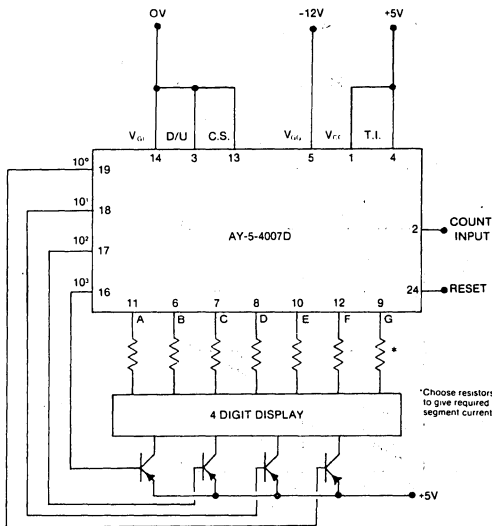 OV -12V +5V
VGI D/U C.S. VGG VCC T.I.
14 3 13 5 1 4
10⁰ 19
10¹ 18
AY-5-4007D
2 COUNT
INPUT
10² 17
10³ 16
24 RESET
11 6 7 8 10 12 9
A B C D E F G
*
*Choose resistors
to give required
segment current
4 DIGIT DISPLAY
+5V